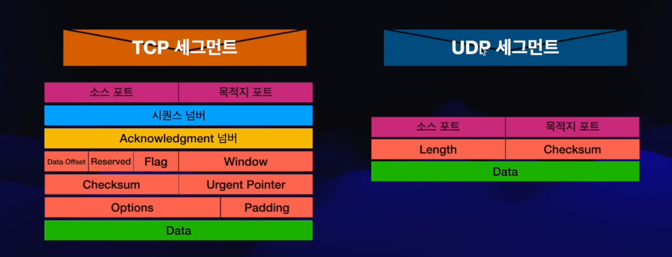 TCP 세그먼트
소스 포트 목적지 포트
시퀀스 넘버
Acknowledgment 넘버
Data Offset Reserved Flag Window
Checksum Urgent Pointer
Options Padding
Data
UDP 세그먼트
소스 포트 목적지 포트
Length Checksum
Data